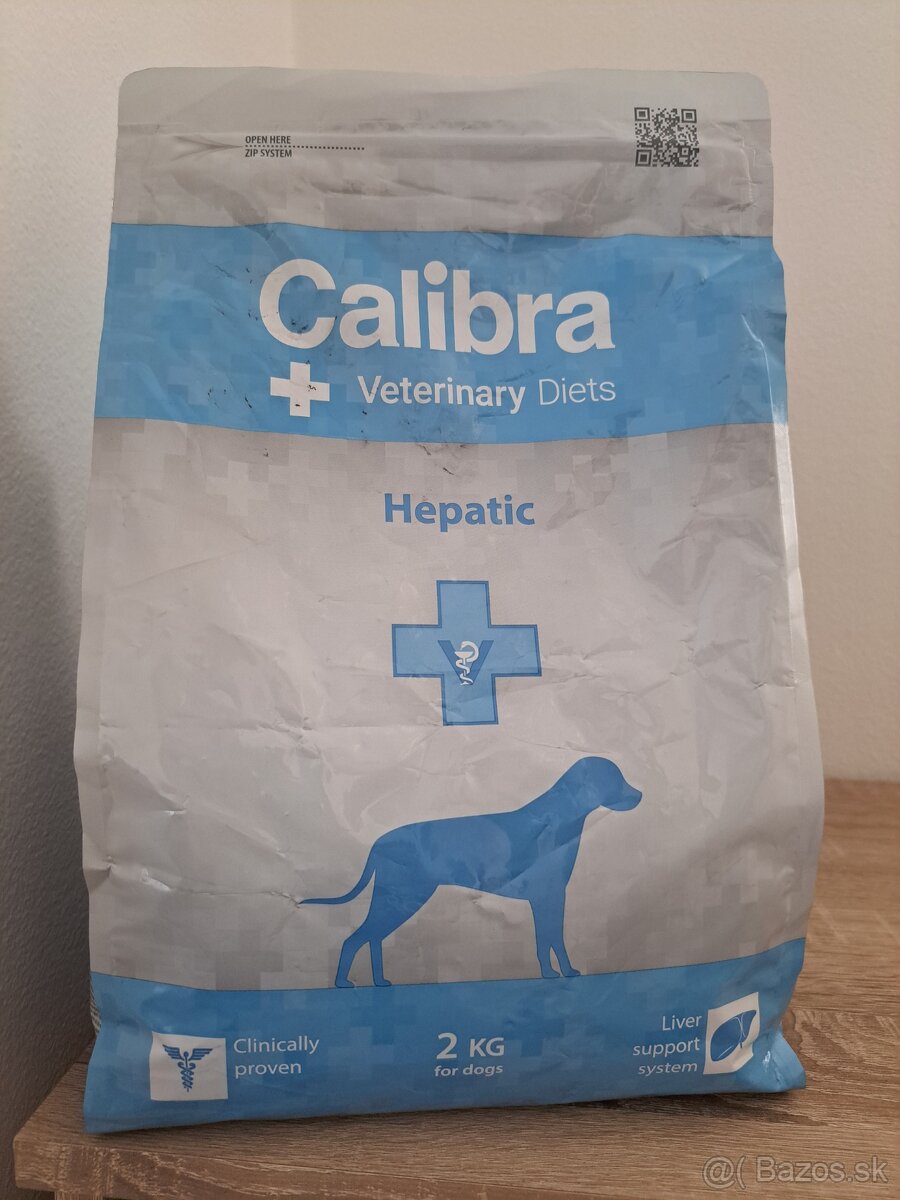 OPEN HERE
ZIP SYSTEM
Calibra
Veterinary Diets
Hepatic
V
Clinically
proven
2 KG
for dogs
Liver
support
system
@( Bazos.sk